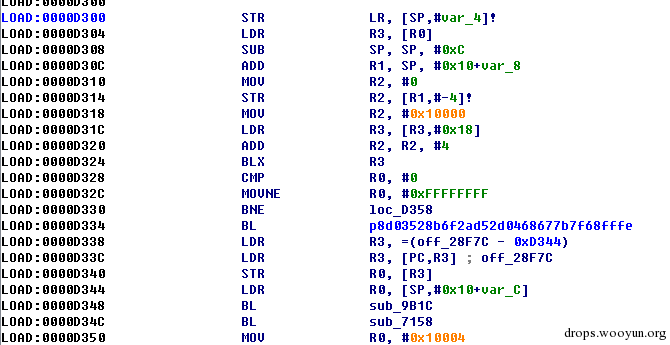 LOAD:0000D300
LOAD:0000D300 STR LR, [SP,#var_4]!
LOAD:0000D304 LDR R3, [R0]
LOAD:0000D308 SUB SP, SP, #0xC
LOAD:0000D30C ADD R1, SP, #0x10+var_8
LOAD:0000D310 MOV R2, #0
LOAD:0000D314 STR R2, [R1,#-4]!
LOAD:0000D318 MOV R2, #0x10000
LOAD:0000D31C LDR R3, [R3,#0x18]
LOAD:0000D320 ADD R2, R2, #4
LOAD:0000D324 BLX R3
LOAD:0000D328 CMP R0, #0
LOAD:0000D32C MOVNE R0, #0xFFFFFFFF
LOAD:0000D330 BNE loc_D358
LOAD:0000D334 BL p8d03528b6f2ad52d0468677b7f68fffe
LOAD:0000D338 LDR R3, =(off_28F7C - 0xD344)
LOAD:0000D33C LDR R3, [PC,R3] ; off_28F7C
LOAD:0000D340 STR R0, [R3]
LOAD:0000D344 LDR R0, [SP,#0x10+var_C]
LOAD:0000D348 BL sub_9B1C
LOAD:0000D34C BL sub_7158
LOAD:0000D350 MOV R0, #0x10004
drops.wooyun.org